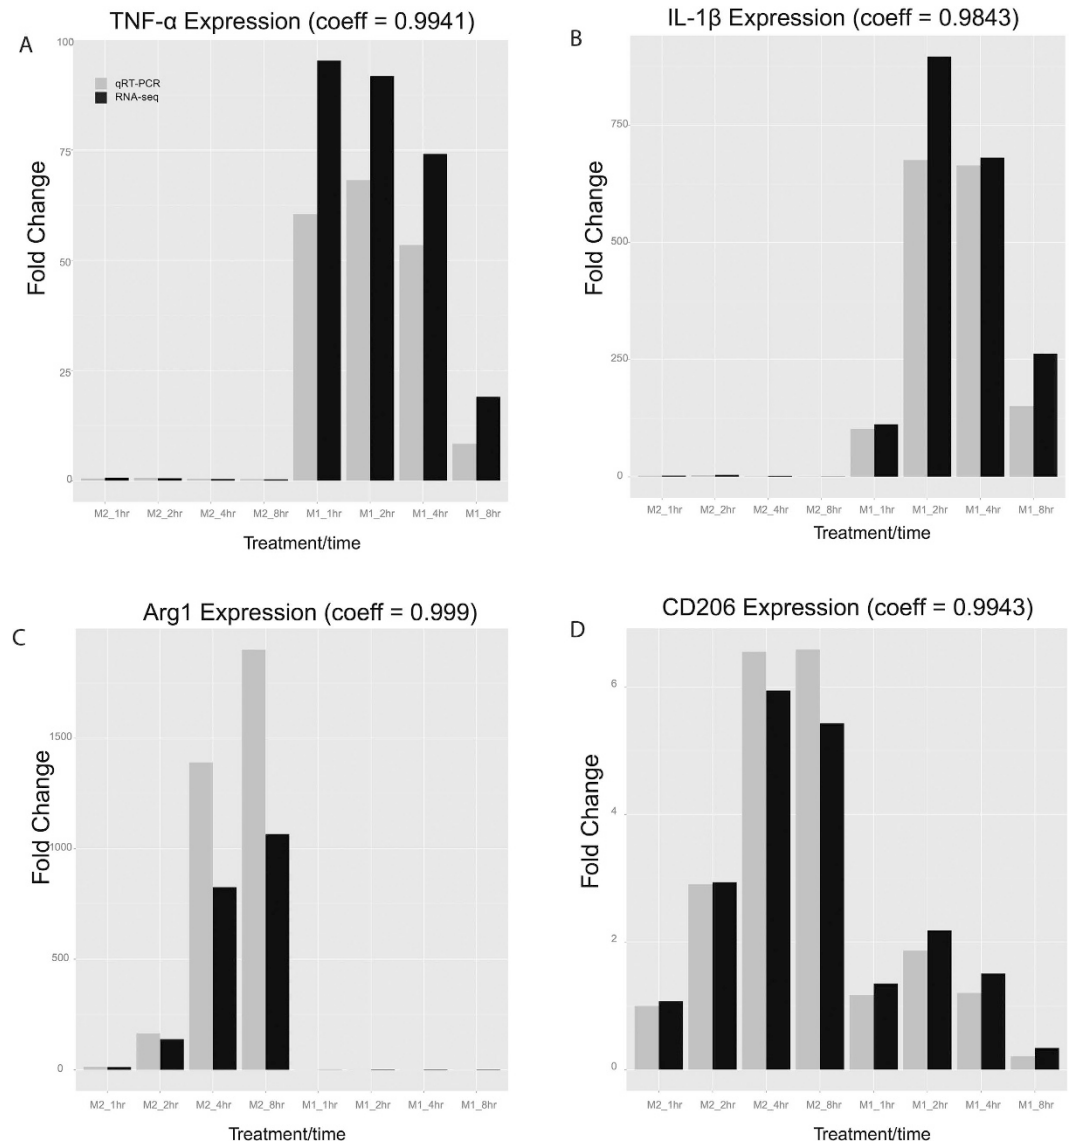 A
TNF-α Expression (coeff = 0.9941)
100
75
50
25
0
Fold Change
qRT-PCR
RNA-seq
M2_1hr M2_2hr M2_4hr M2_8hr M1_1hr M1_2hr M1_4hr M1_8hr
Treatment/time
B
IL-1β Expression (coeff = 0.9843)
750
500
250
0
Fold Change
M2_1hr M2_2hr M2_4hr M2_8hr M1_1hr M1_2hr M1_4hr M1_8hr
Treatment/time
C
Arg1 Expression (coeff = 0.999)
1500
1000
500
0
Fold Change
M2_1hr M2_2hr M2_4hr M2_8hr M1_1hr M1_2hr M1_4hr M1_8hr
Treatment/time
D
CD206 Expression (coeff = 0.9943)
6
4
2
0
Fold Change
M2_1hr M2_2hr M2_4hr M2_8hr M1_1hr M1_2hr M1_4hr M1_8hr
Treatment/time